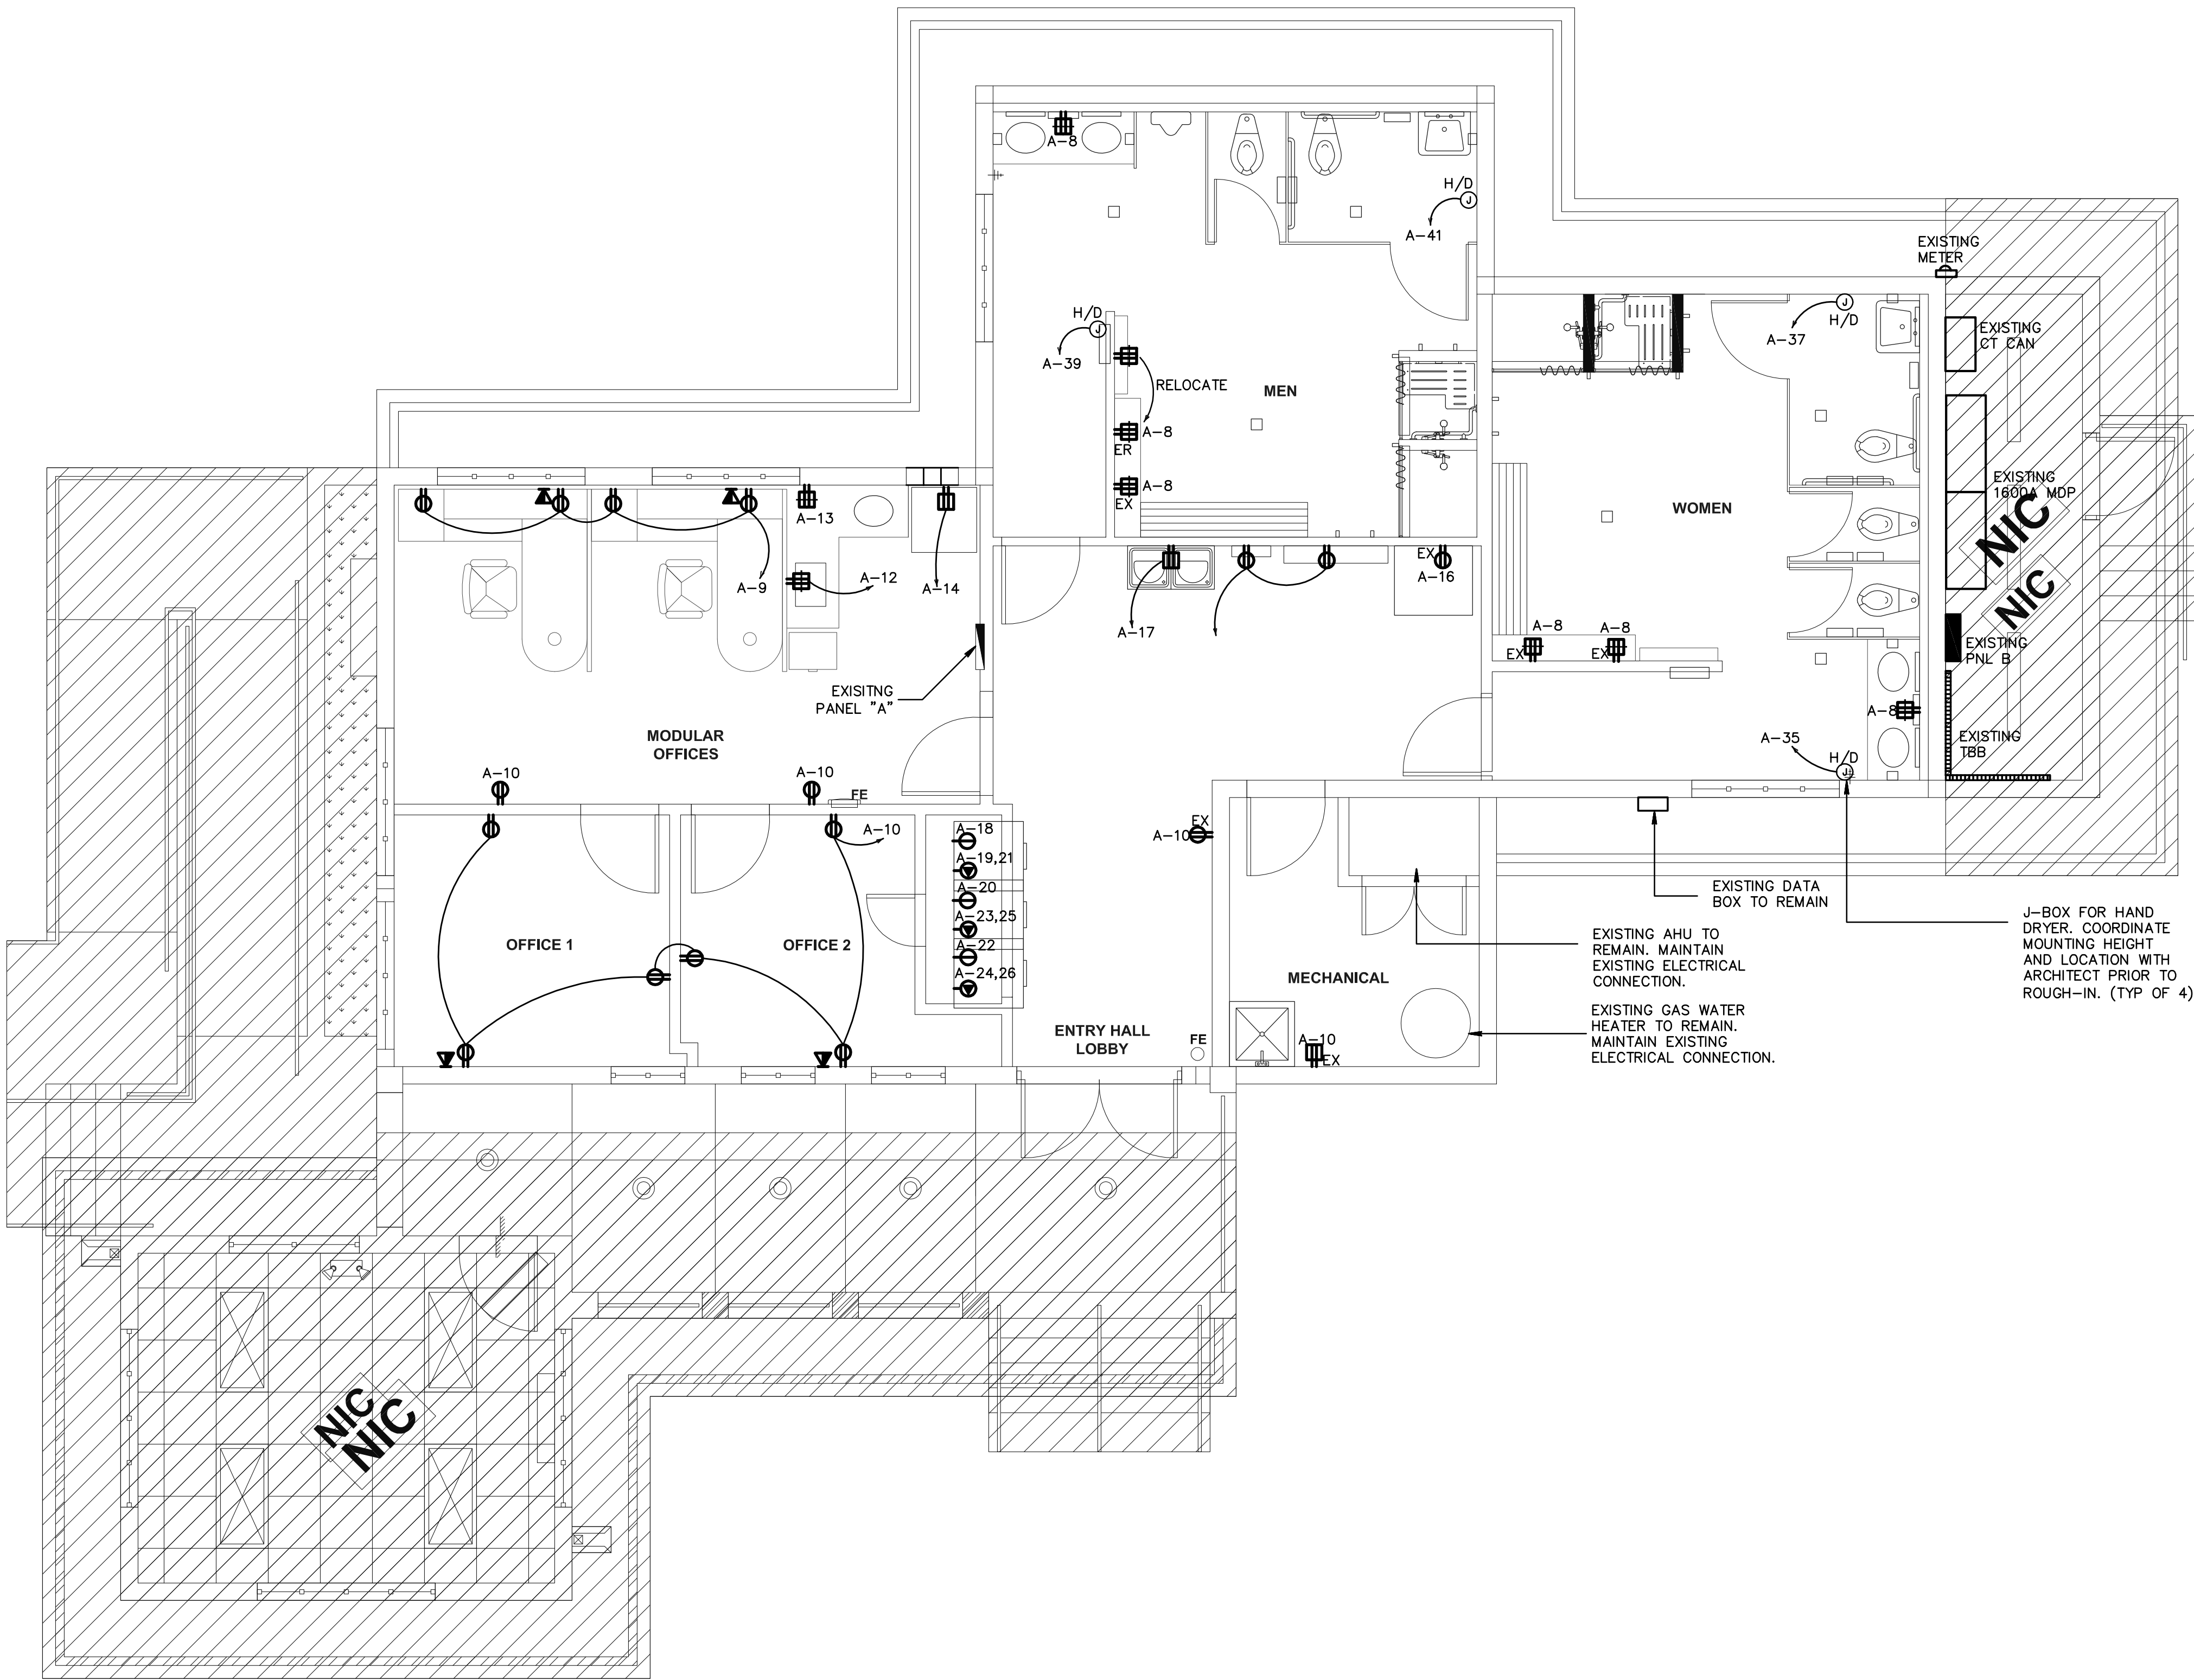 A-8
H/D
A-41
EXISTING
METER
H/D
A-39
RELOCATE
MEN
A-8
ER
A-8
EX
J
J
J
H/D
A-37
EXISTING
CT CAN
EXISTING
1600A MDP
NIC
NIC
WOMEN
A-13
A-9
A-12
A-14
A-17
EX
A-16
A-8
EX
A-8
EX
EXISTING
PNL B
EXISITNG
PANEL "A"
MODULAR
OFFICES
A-8
A-35
H/D
J
EXISTING
TBB
A-10
A-10
FE
A-10
A-18
A-19,21
A-20
A-23,25
A-22
A-24,26
EX
A-10
OFFICE 1
OFFICE 2
EXISTING DATA
BOX TO REMAIN
EXISTING AHU TO
REMAIN. MAINTAIN
EXISTING ELECTRICAL
CONNECTION.
J-BOX FOR HAND
DRYER. COORDINATE
MOUNTING HEIGHT
AND LOCATION WITH
ARCHITECT PRIOR TO
ROUGH-IN. (TYP OF 4)
MECHANICAL
EXISTING GAS WATER
HEATER TO REMAIN.
MAINTAIN EXISTING
ELECTRICAL CONNECTION.
ENTRY HALL
LOBBY
FE
A-10
EX
NIC
NIC